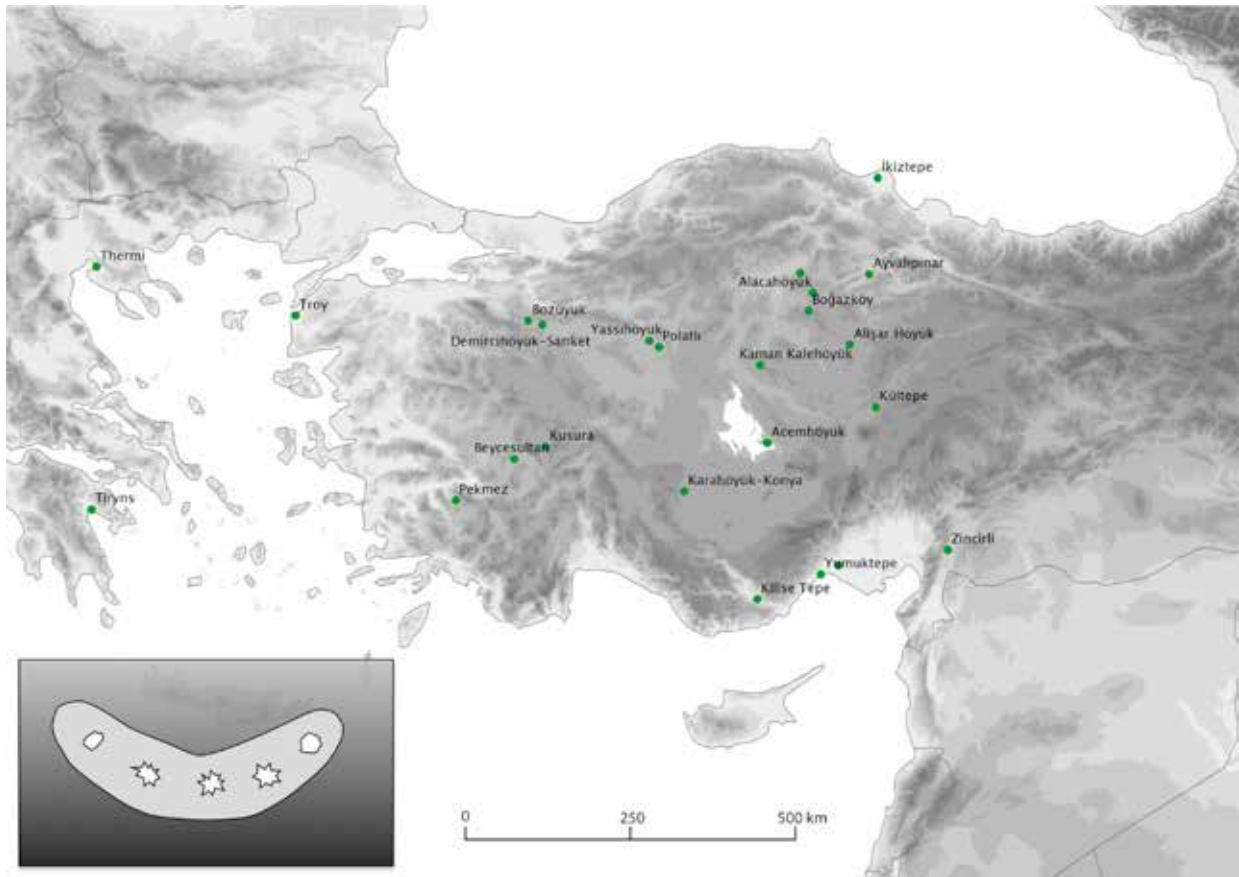 İkiztepe
Thermi
Ayvalıpınar
Alacahöyük
Troy
Boğazköy
Bozüyük
Demircihöyük-Sarıket
Yassıhöyük
Polatlı
Alişar Höyük
Kaman Kalehöyük
Kültepe
Acemhöyük
Kusura
Beycesultan
Karahöyük-Konya
Pekmez
Tiryns
Zincirli
Yumuktepe
Kilise Tepe
0 250 500 km